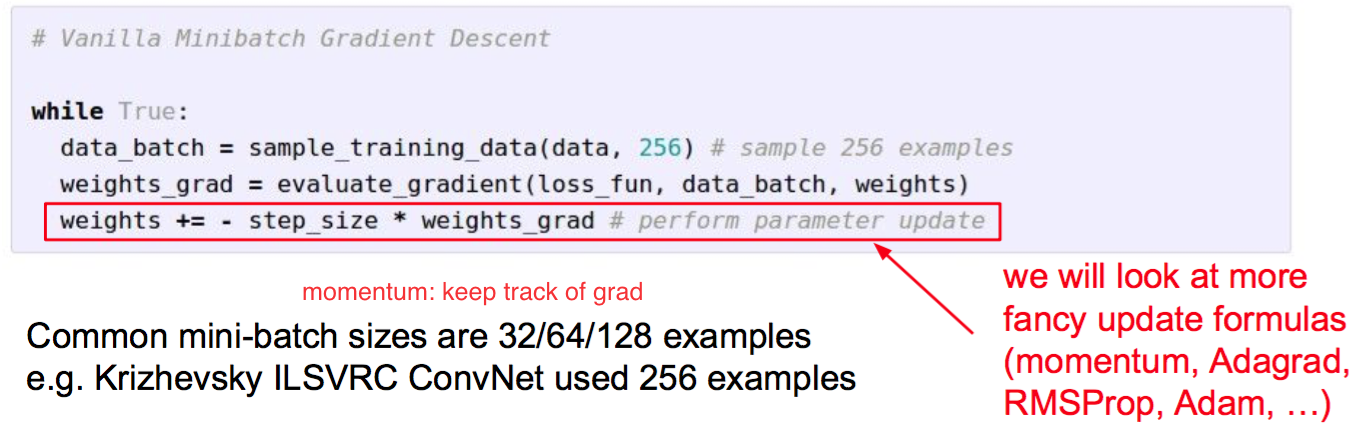 # Vanilla Minibatch Gradient Descent
while True:
data_batch = sample_training_data(data, 256) # sample 256 examples
weights_grad = evaluate_gradient(loss_fun, data_batch, weights)
weights += - step_size * weights_grad # perform parameter update
momentum: keep track of grad
Common mini-batch sizes are 32/64/128 examples
e.g. Krizhevsky ILSVRC ConvNet used 256 examples
we will look at more
fancy update formulas
(momentum, Adagrad,
RMSProp, Adam, …)